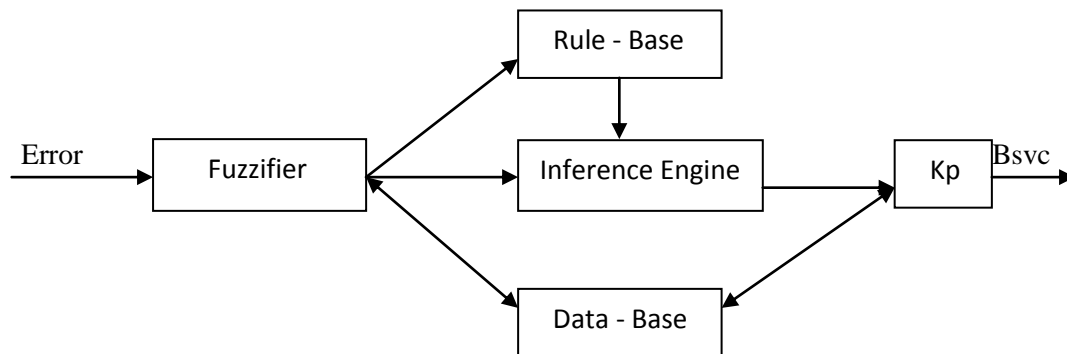 Rule - Base
Error
Fuzzifier
Inference Engine
Kp
Bsvc
Data - Base